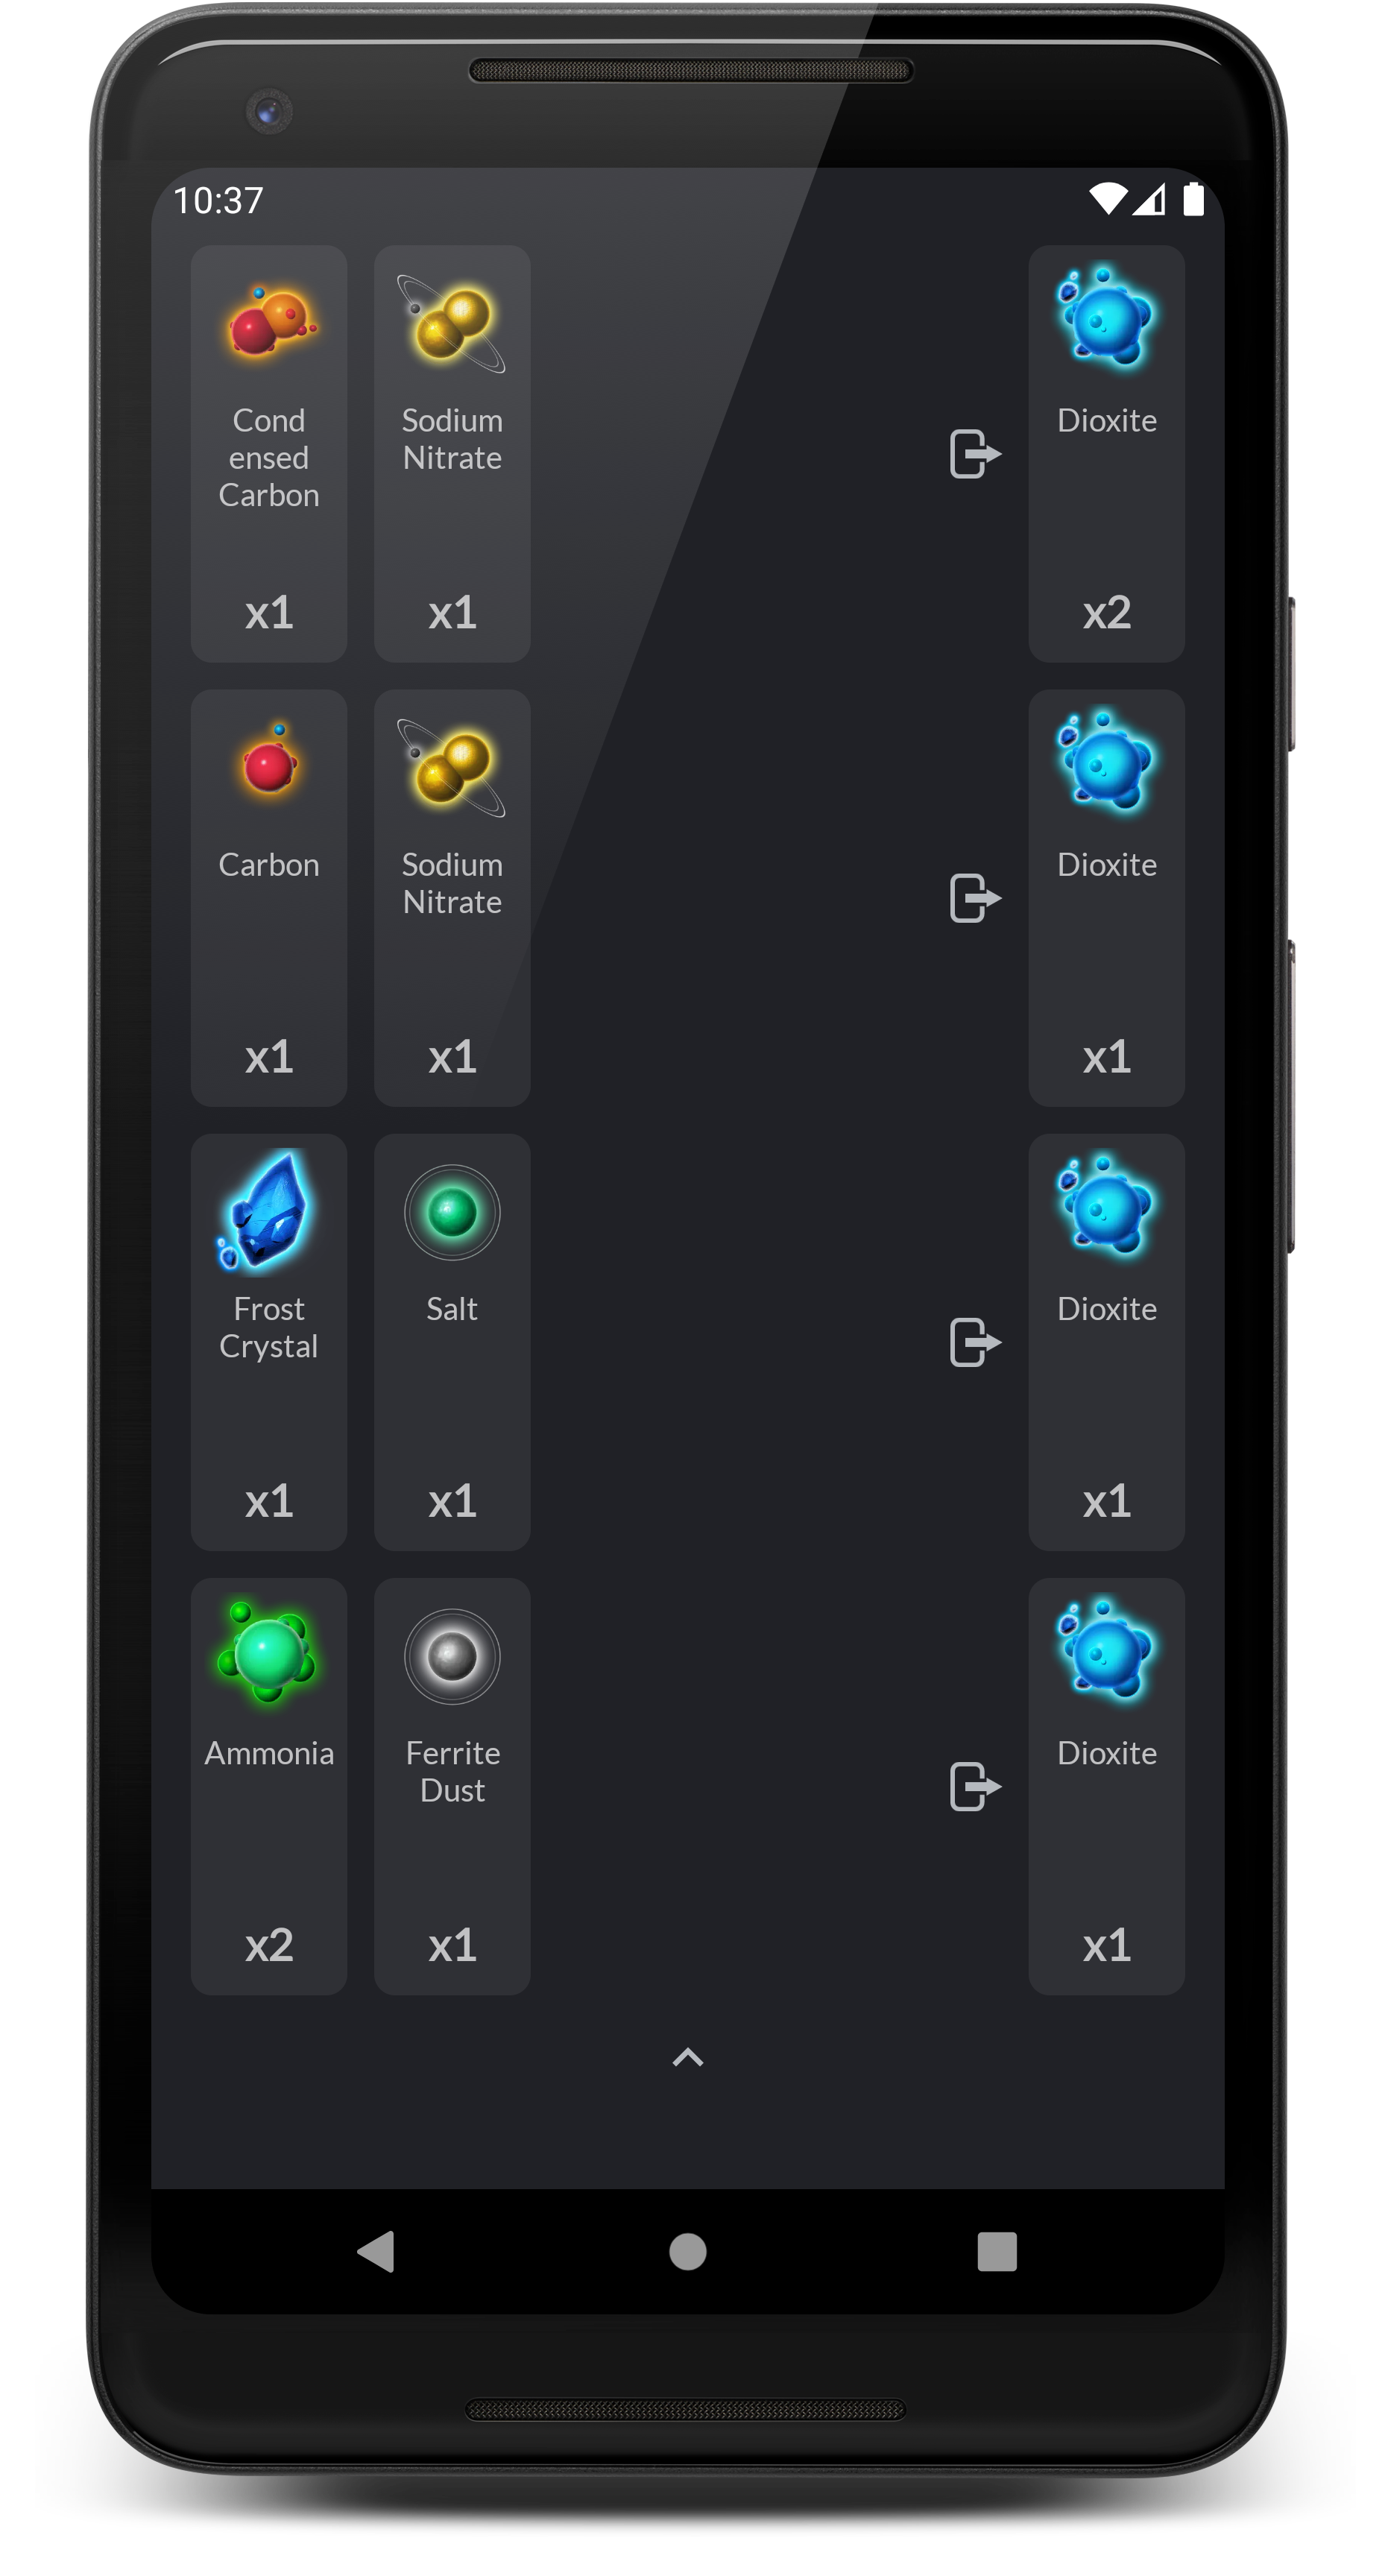 10:37
Cond
ensed
Carbon
x1
Sodium
Nitrate
x1
Dioxite
x2
Carbon
x1
Sodium
Nitrate
x1
Dioxite
x1
Frost
Crystal
x1
Salt
x1
Dioxite
x1
Ammonia
x2
Ferrite
Dust
x1
Dioxite
x1